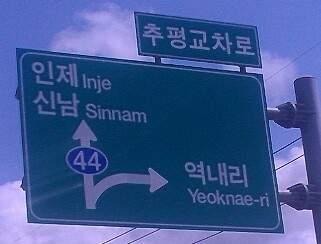 추평교차로
인제 Inje
신남 Sinnam
44
역내리
Yeoknae-ri